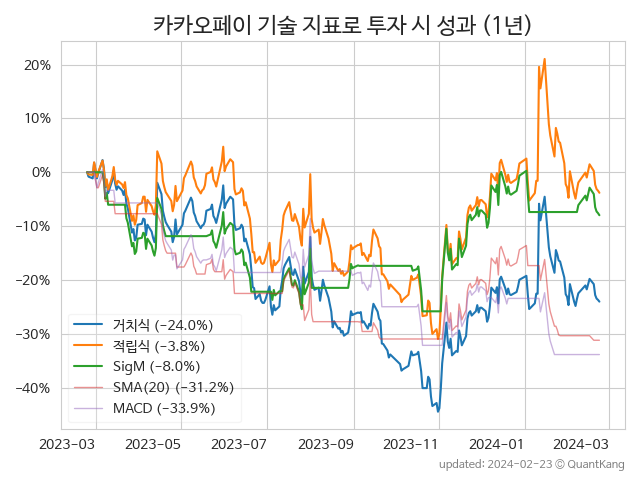 카카오페이 기술 지표로 투자 시 성과 (1년)
20%
10%
0%
−10%
−20%
−30%
−40%
거치식 (−24.0%)
적립식 (−3.8%)
SigM (−8.0%)
SMA(20) (−31.2%)
MACD (−33.9%)
2023-03 2023-05 2023-07 2023-09 2023-11 2024-01 2024-03
updated: 2024-02-23 ⓒ QuantKang